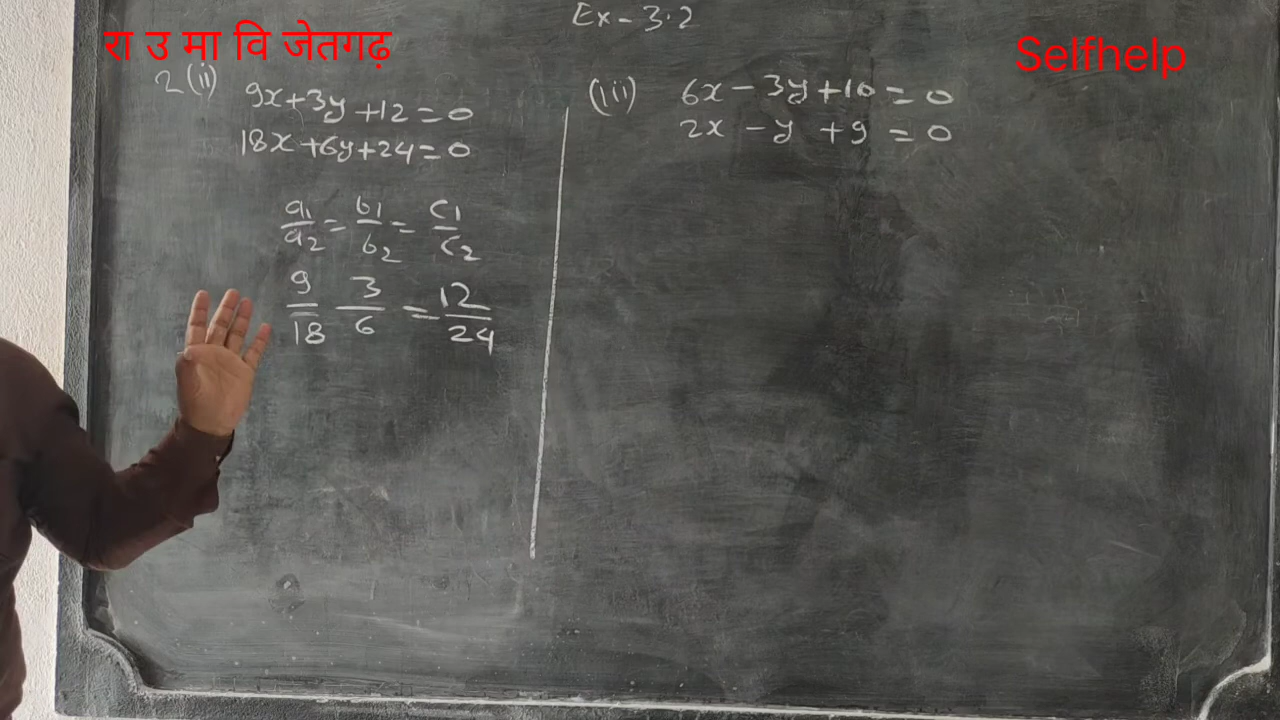 Ex - 3.2
रा उ मा वि जेतगढ़
Selfhelp
2(ii) 9x+3y+12=0
18x+6y+24=0
a1/a2 = b1/b2 = c1/c2
9/18 3/6 = 12/24
(iii) 6x-3y+10=0
2x-y+9=0